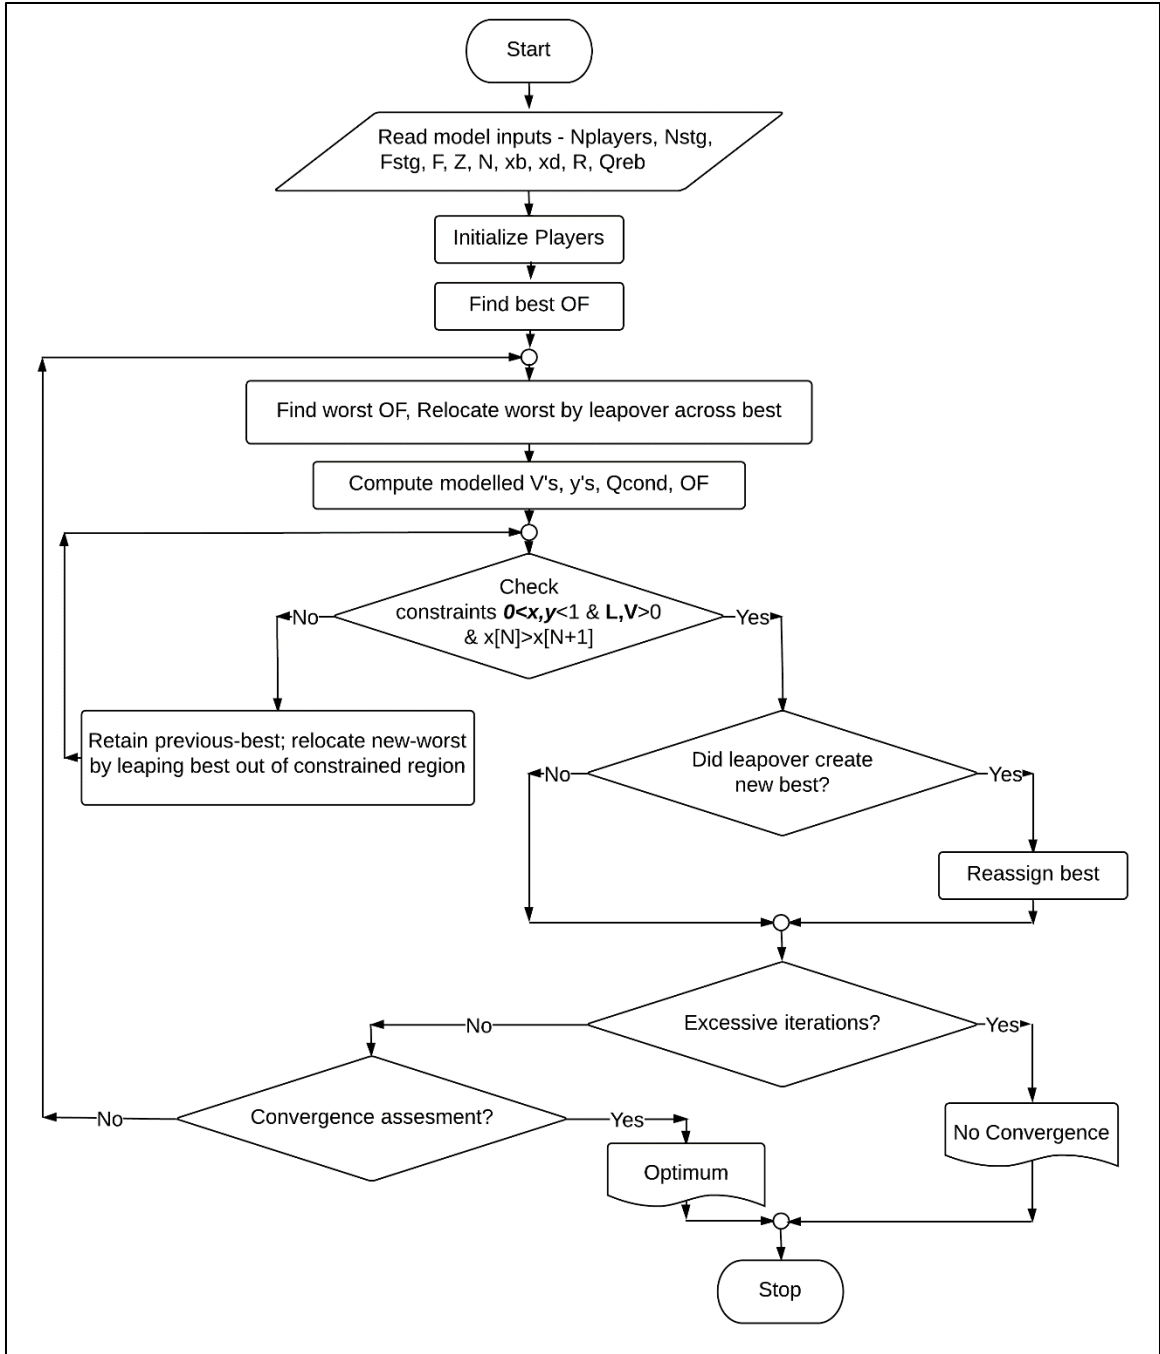 Start
Read model inputs - Nplayers, Nstg,
Fstg, F, Z, N, xb, xd, R, Qreb
Initialize Players
Find best OF
Find worst OF, Relocate worst by leapover across best
Compute modelled V's, y's, Qcond, OF
Check
constraints 0<x,y<1 & L,V>0
& x[N]>x[N+1]
No
Yes
Retain previous-best; relocate new-worst
by leaping best out of constrained region
Did leapover create
new best?
No
Yes
Reassign best
Excessive iterations?
No
Yes
Convergence assesment?
No
Yes
No Convergence
Optimum
Stop